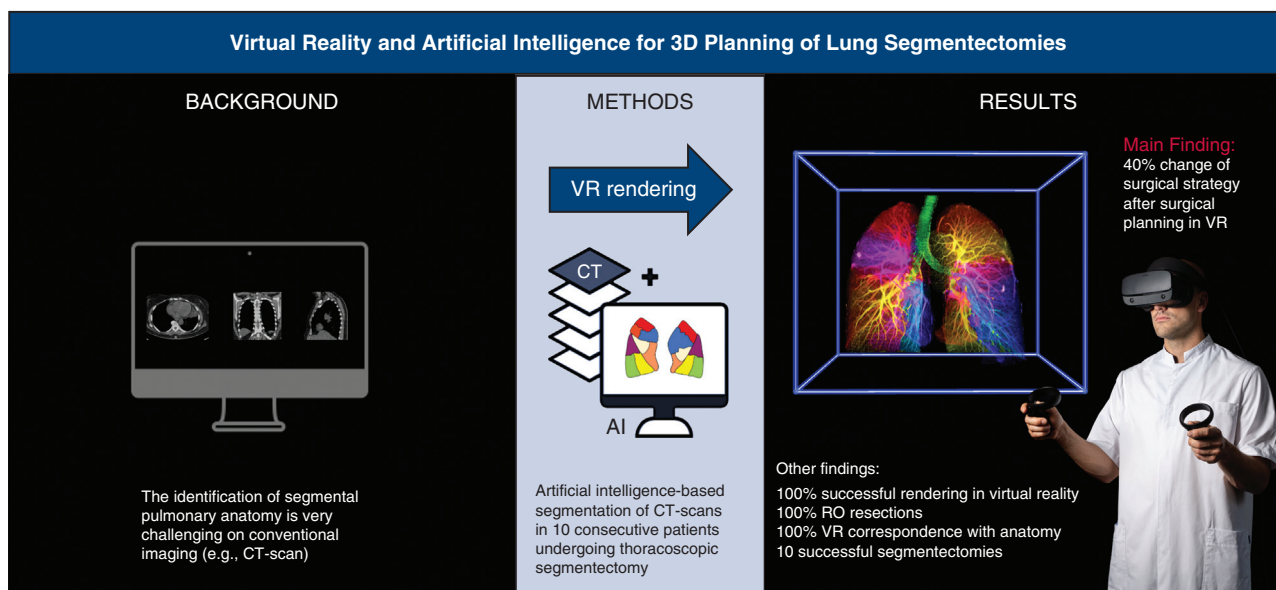 Virtual Reality and Artificial Intelligence for 3D Planning of Lung Segmentectomies
BACKGROUND
The identification of segmental
pulmonary anatomy is very
challenging on conventional
imaging (e.g., CT-scan)
METHODS
VR rendering
CT
+
AI
Artificial intelligence-based
segmentation of CT-scans
in 10 consecutive patients
undergoing thoracoscopic
segmentectomy
RESULTS
Main Finding:
40% change of
surgical strategy
after surgical
planning in VR
Other findings:
100% successful rendering in virtual reality
100% RO resections
100% VR correspondence with anatomy
10 successful segmentectomies